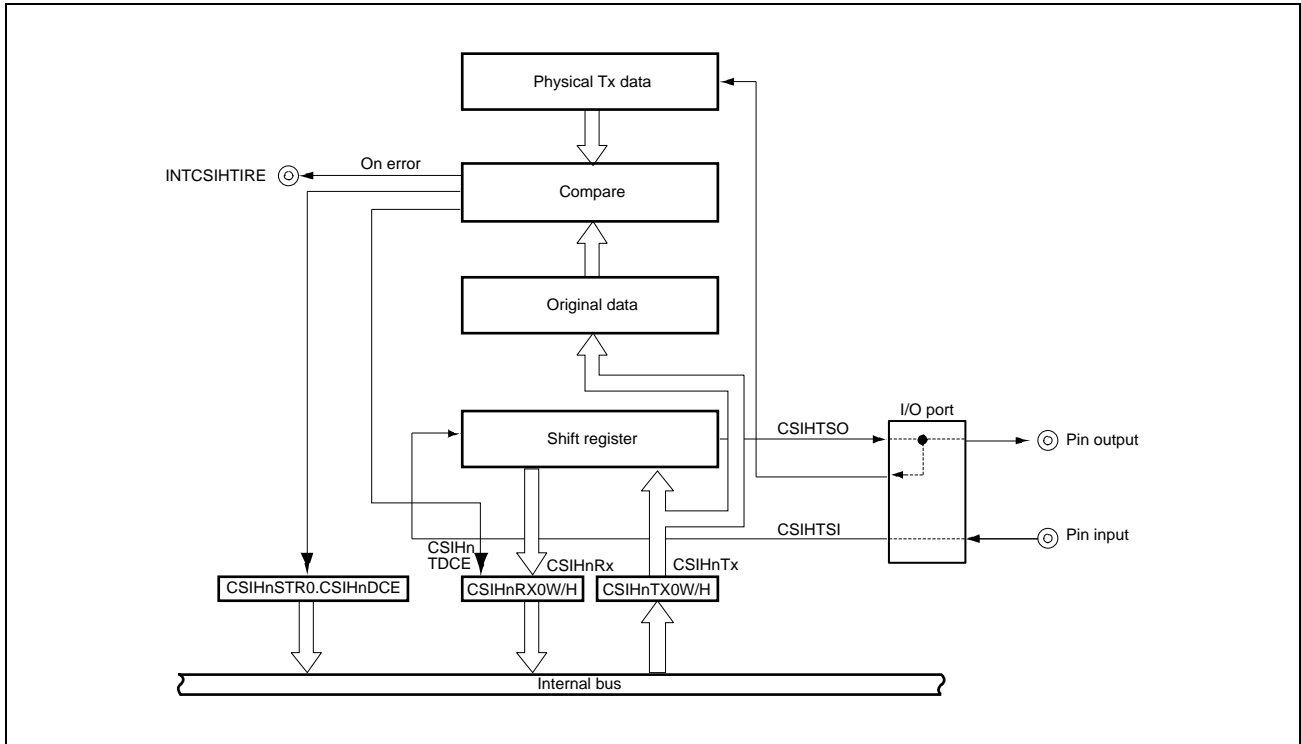 Physical Tx data
On error
INTCSIHTIRE
Compare
Original data
I/O port
Shift register
CSIHTSO
Pin output
CSIHTSI
Pin input
CSIHn
TDCE
CSIHnRx
CSIHnTx
CSIHnSTR0.CSIHnDCE
CSIHnRX0W/H
CSIHnTX0W/H
Internal bus